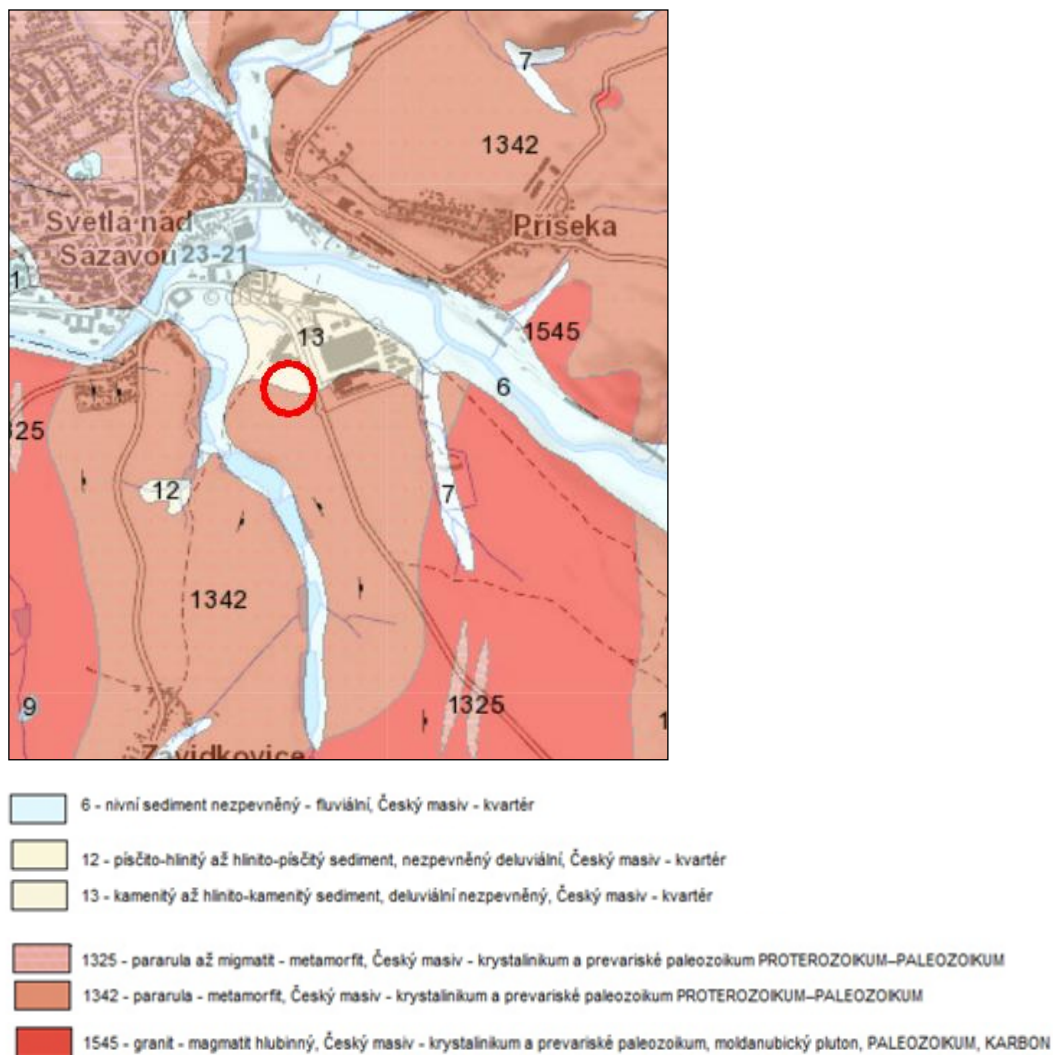 7
1342
Světlá nad
Příseka
Sázavou 23-21
1
13
1545
6
325
12
7
1342
1325
9
1
Závidkovice
6 - nivní sediment nezpevněný - fluviální, Český masiv - kvartér
12 - písčito-hlinitý až hlinito-písčitý sediment, nezpevněný deluviální, Český masiv - kvartér
13 - kamenitý až hlinito-kamenitý sediment, deluviální nezpevněný, Český masiv - kvartér
1325 - pararula až migmatit - metamorfit, Český masiv - krystalinikum a prevariské paleozoikum PROTEROZOIKUM–PALEOZOIKUM
1342 - pararula - metamorfit, Český masiv - krystalinikum a prevariské paleozoikum PROTEROZOIKUM–PALEOZOIKUM
1545 - granit - magmatit hlubinný, Český masiv - krystalinikum a prevariské paleozoikum, moldanubický pluton, PALEOZOIKUM, KARBON